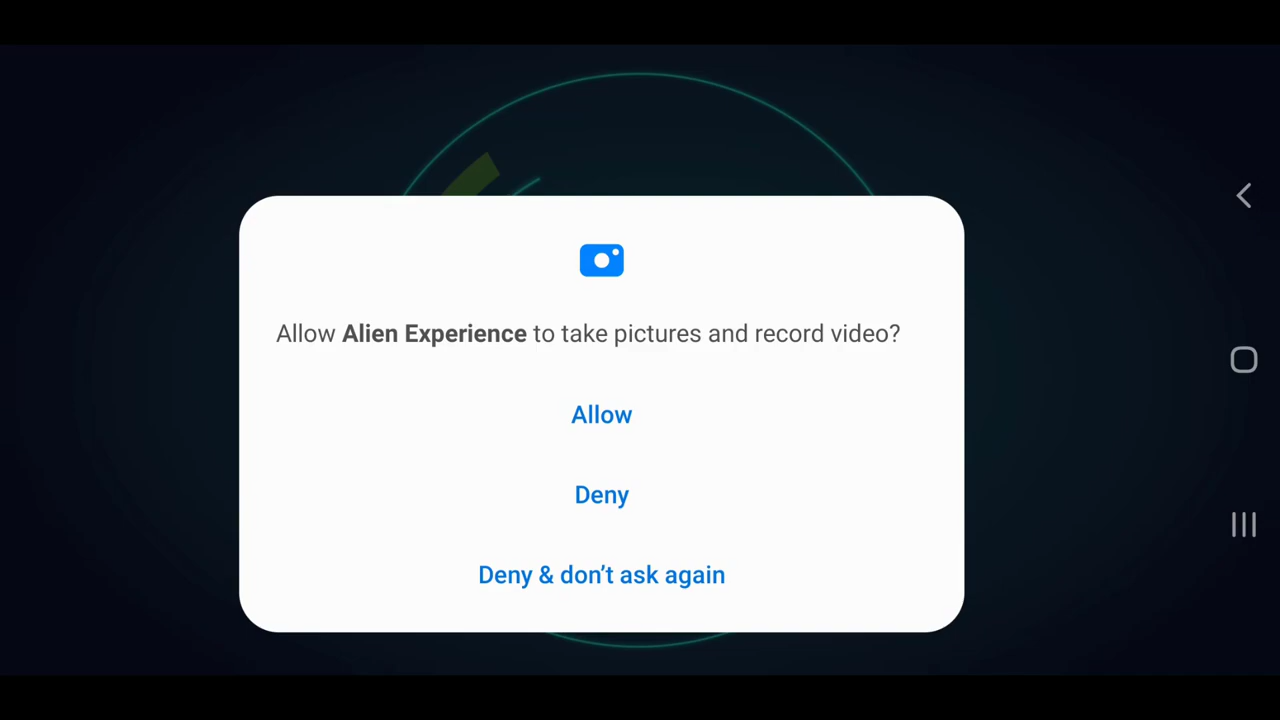 Allow Alien Experience to take pictures and record video?
Allow
Deny
Deny & don’t ask again